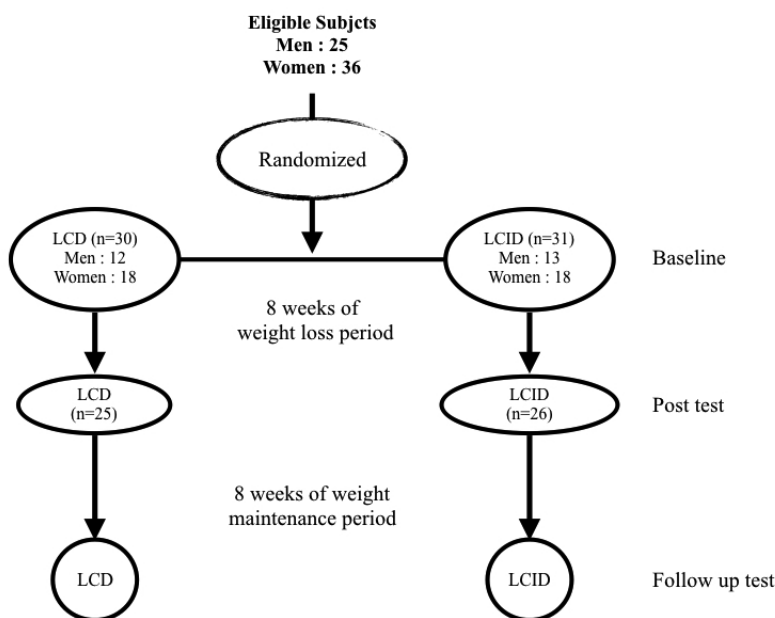 Eligible Subjcts
Men : 25
Women : 36
Randomized
LCD (n=30)
Men : 12
Women : 18
LCID (n=31)
Men : 13
Women : 18
Baseline
8 weeks of
weight loss period
LCD
(n=25)
LCID
(n=26)
Post test
8 weeks of weight
maintenance period
LCD
LCID
Follow up test